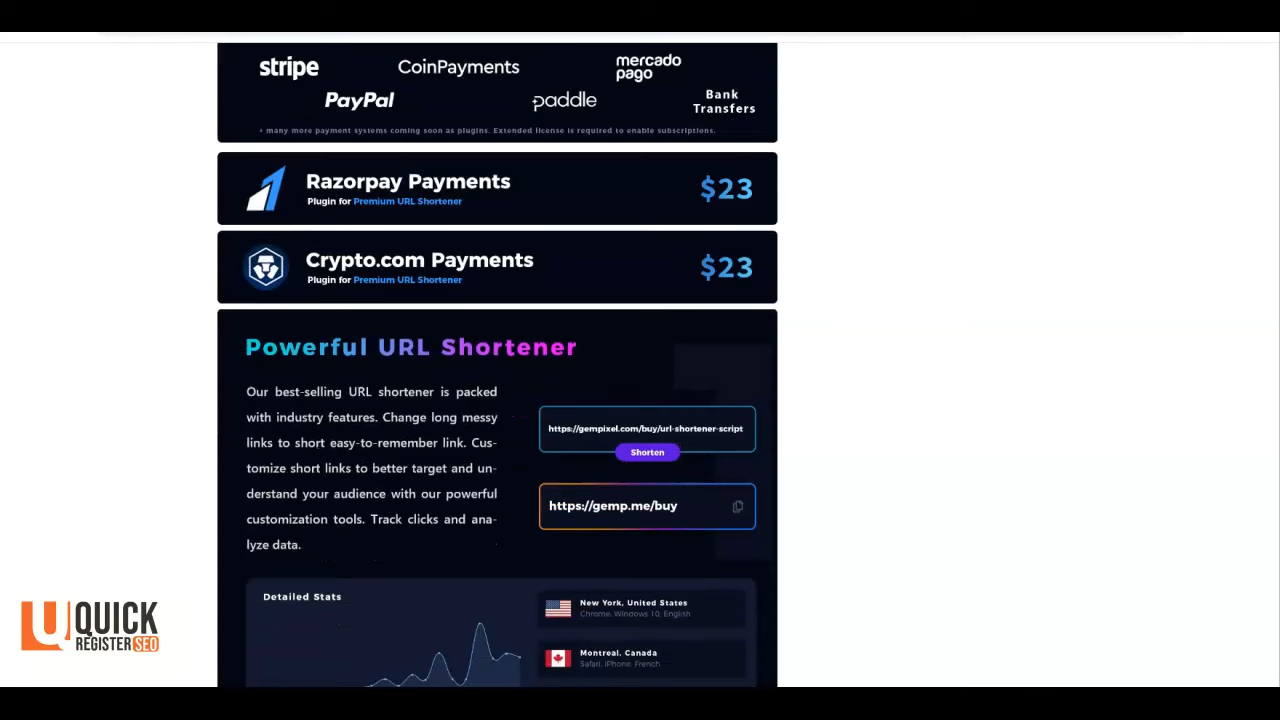 stripe
CoinPayments
mercado
pago
PayPal
paddle
Bank
Transfers
+ many more payment systems coming soon as plugins. Extended license is required to enable subscriptions.
Razorpay Payments
$23
Plugin for Premium URL Shortener
Crypto.com Payments
$23
Plugin for Premium URL Shortener
Powerful URL Shortener
Our best-selling URL shortener is packed
with industry features. Change long messy
links to short easy-to-remember link. Cus-
tomize short links to better target and un-
derstand your audience with our powerful
customization tools. Track clicks and ana-
lyze data.
https://gempixel.com/buy/url-shortener-script
Shorten
https://gemp.me/buy
Detailed Stats
New York, United States
Chrome, Windows 10, English
Montreal, Canada
Safari, iPhone, French
U QUICK
REGISTER SEO